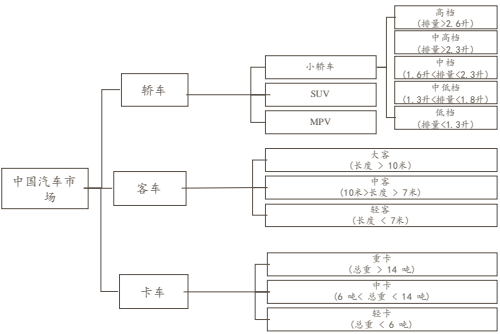 中国汽车市
场
轿车
小轿车
高档
(排量>2.6升)
中高档
(排量>2.3升)
中档
(1.6升<排量<2.3升)
中低档
(1.3升<排量<1.8升)
低档
(排量<1.3升)
SUV
MPV
客车
大客
(长度 > 10米)
中客
(10米>长度 > 7米)
轻客
(长度 < 7米)
卡车
重卡
(总重 > 14 吨)
中卡
(6 吨< 总重 < 14 吨)
轻卡
(总重 < 6 吨)